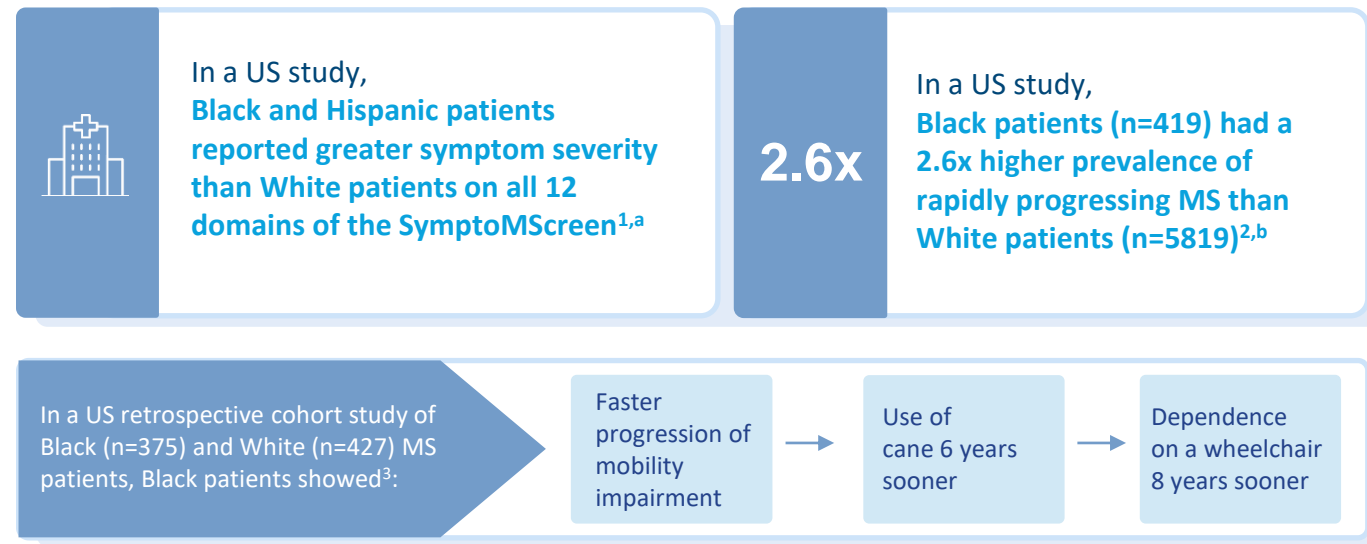 In a US study,
Black and Hispanic patients
reported greater symptom severity
than White patients on all 12
domains of the SymptoMScreen1,a
2.6x
In a US study,
Black patients (n=419) had a
2.6x higher prevalence of
rapidly progressing MS than
White patients (n=5819)2,b
In a US retrospective cohort study of
Black (n=375) and White (n=427) MS
patients, Black patients showed3:
Faster
progression of
mobility
impairment
Use of
cane 6 years
sooner
Dependence
on a wheelchair
8 years sooner